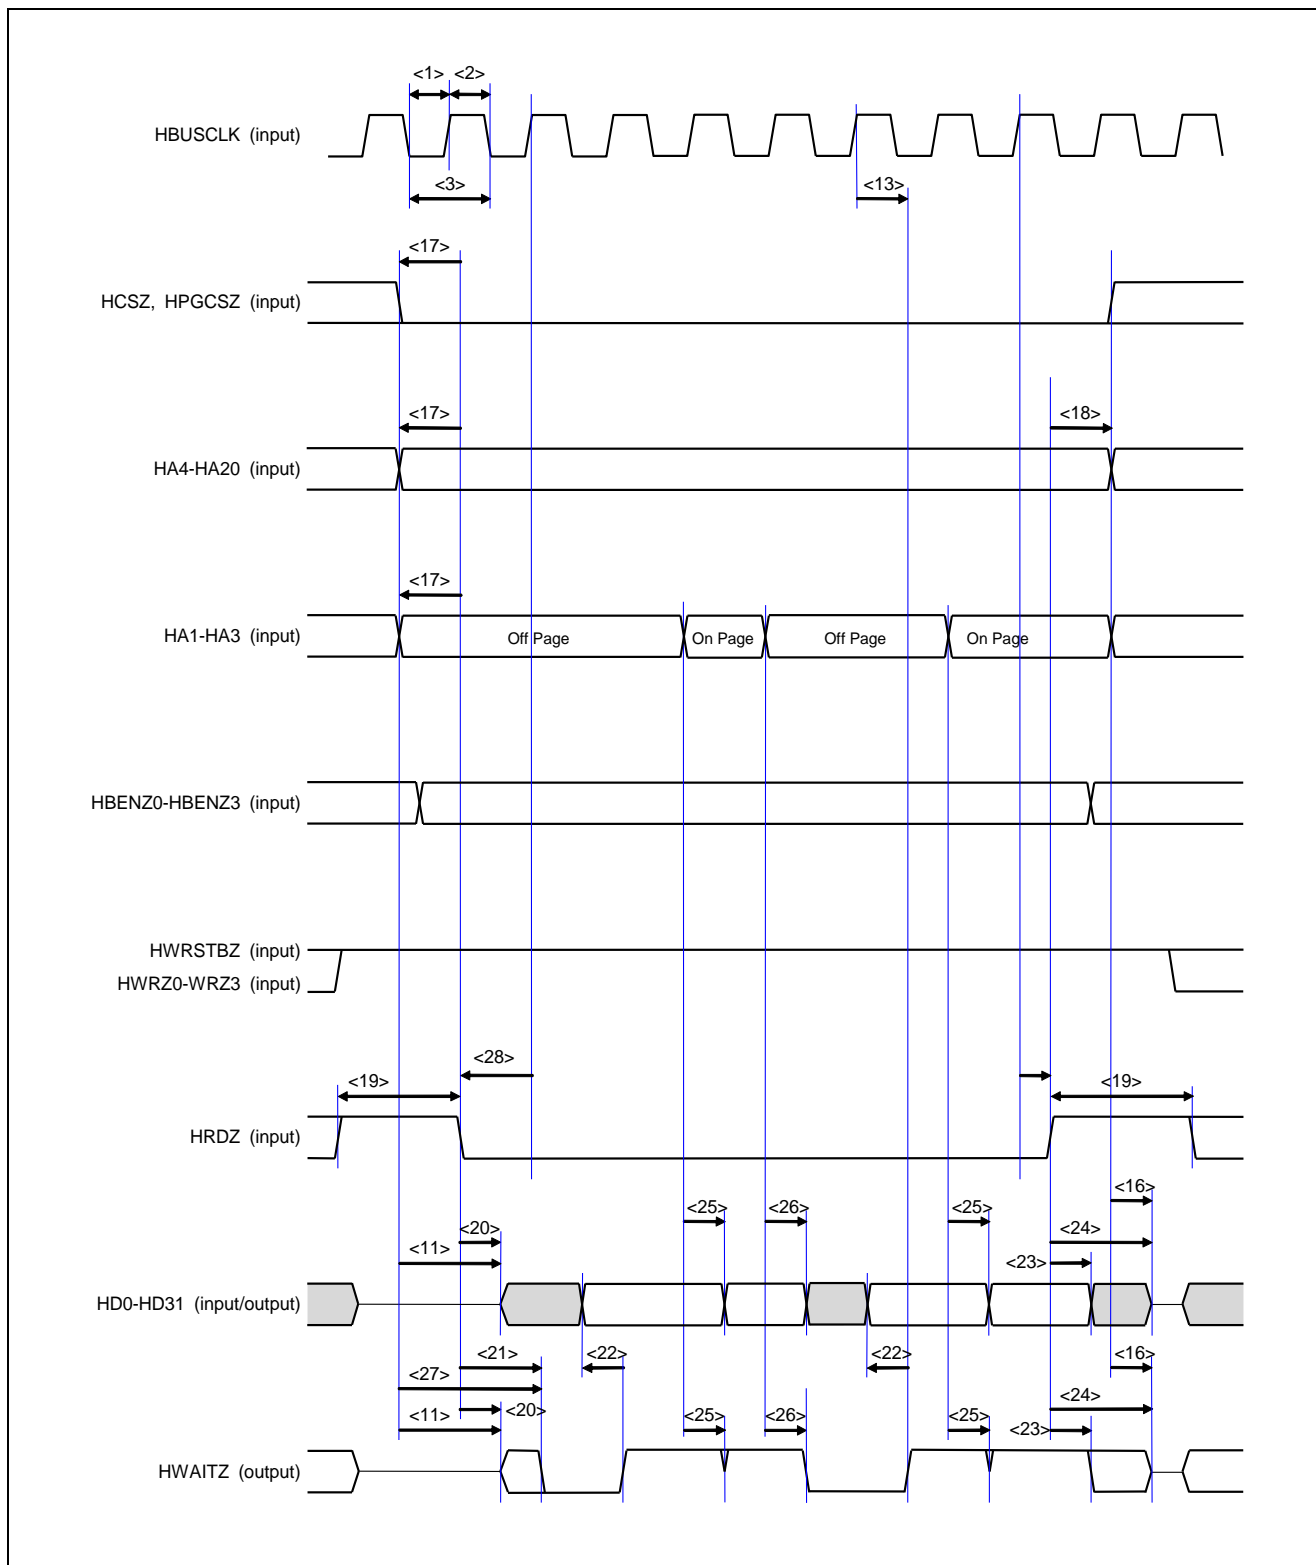 <1> <2>
HBUSCLK (input)
<3> <13>
<17>
HCSZ, HPGCSZ (input)
<17> <18>
HA4-HA20 (input)
<17>
HA1-HA3 (input) Off Page On Page Off Page On Page
HBENZ0-HBENZ3 (input)
HWRSTBZ (input)
HWRZ0-WRZ3 (input)
<28>
<19> <19>
HRDZ (input)
<16>
<20> <25> <26> <25> <24>
<11> <23>
HD0-HD31 (input/output)
<21> <22> <22> <16>
<27> <24>
<20>
<11> <25> <26> <25> <23>
HWAITZ (output)